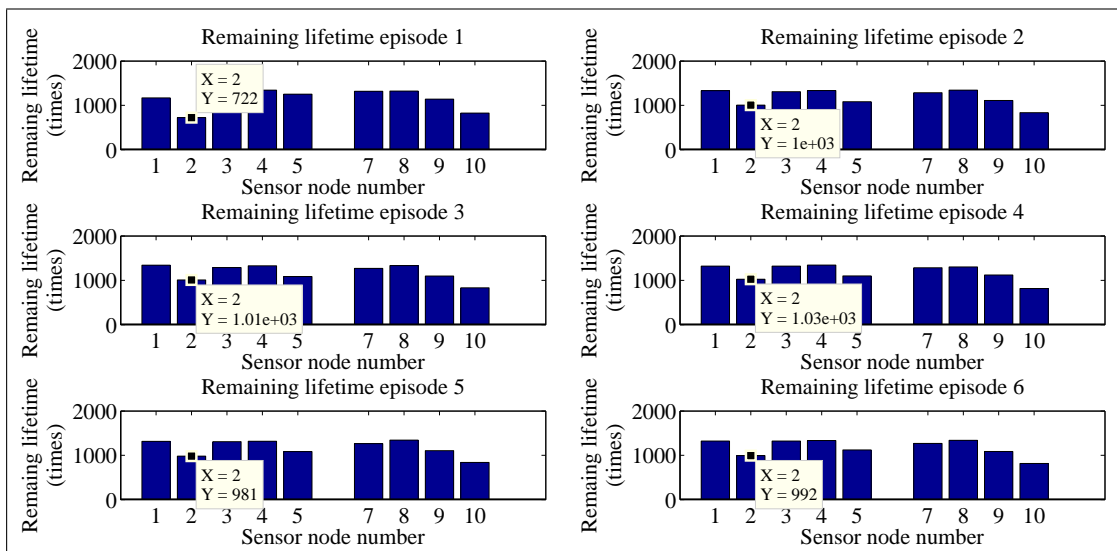 Remaining lifetime episode 1
Remaing lifetime
(times)
2000
1000
0
X = 2
Y = 722
1 2 3 4 5 7 8 9 10
Sensor node number
Remaining lifetime episode 2
Remaing lifetime
(times)
2000
1000
0
X = 2
Y = 1e+03
1 2 3 4 5 7 8 9 10
Sensor node number
Remaining lifetime episode 3
Remaing lifetime
(times)
2000
1000
0
X = 2
Y = 1.01e+03
1 2 3 4 5 7 8 9 10
Sensor node number
Remaining lifetime episode 4
Remaing lifetime
(times)
2000
1000
0
X = 2
Y = 1.03e+03
1 2 3 4 5 7 8 9 10
Sensor node number
Remaining lifetime episode 5
Remaing lifetime
(times)
2000
1000
0
X = 2
Y = 981
1 2 3 4 5 7 8 9 10
Sensor node number
Remaining lifetime episode 6
Remaing lifetime
(times)
2000
1000
0
X = 2
Y = 992
1 2 3 4 5 7 8 9 10
Sensor node number